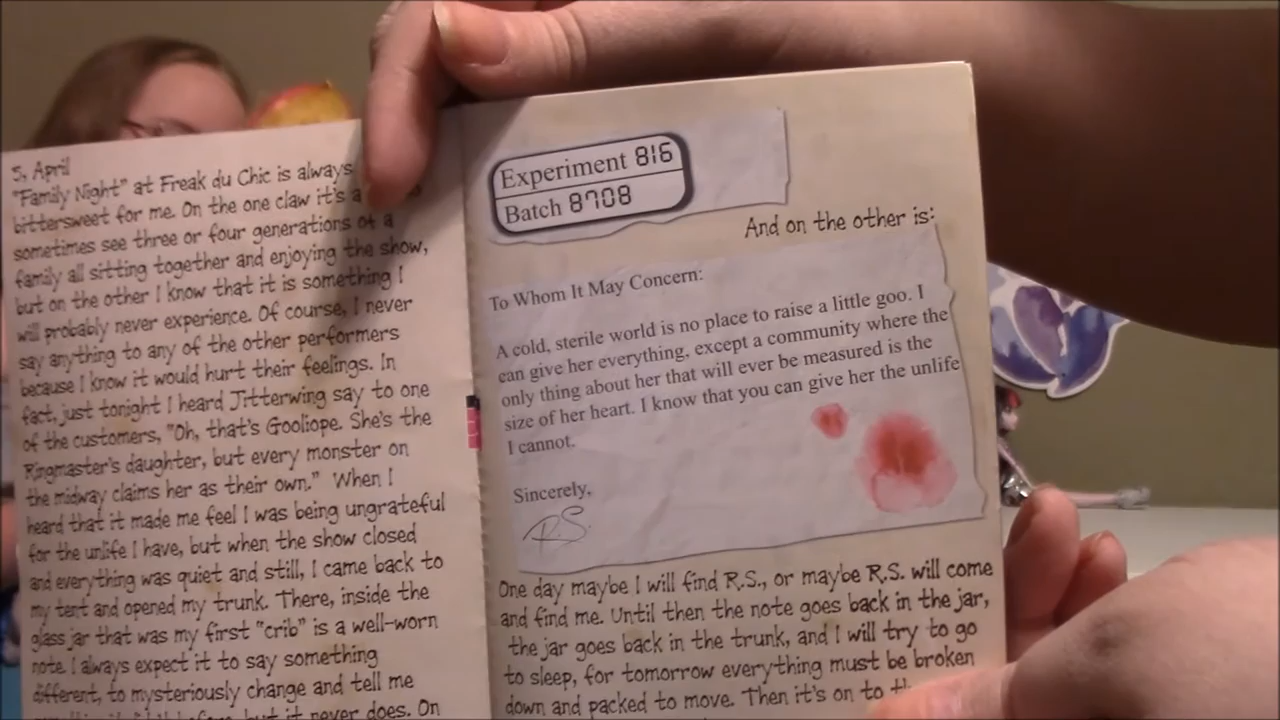 5, April
"Family Night" at Freak du Chic is always
bittersweet for me. On the one claw it's a
sometimes see three or four generations of a
family all sitting together and enjoying the show,
but on the other I know that it is something I
will probably never experience. Of course, I never
say anything to any of the other performers
because I know it would hurt their feelings. In
fact, just tonight I heard Jitterwing say to one
of the customers, "Oh, that's Gooliope. She's the
Ringmaster's daughter, but every monster on
the midway claims her as their own." When I
heard that it made me feel I was being ungrateful
for the unlife I have, but when the show closed
and everything was quiet and still, I came back to
my tent and opened my trunk. There, inside the
glass jar that was my first "crib" is a well-worn
note. I always expect it to say something
different, to mysteriously change and tell me
but it never does. On
Experiment 816
Batch 8708
And on the other is:
To Whom It May Concern:
A cold, sterile world is no place to raise a little goo. I
can give her everything, except a community where the
only thing about her that will ever be measured is the
size of her heart. I know that you can give her the unlife
I cannot.
Sincerely,
R.S.
One day maybe I will find R.S., or maybe R.S. will come
and find me. Until then the note goes back in the jar,
the jar goes back in the trunk, and I will try to go
to sleep, for tomorrow everything must be broken
down and packed to move. Then it's on to